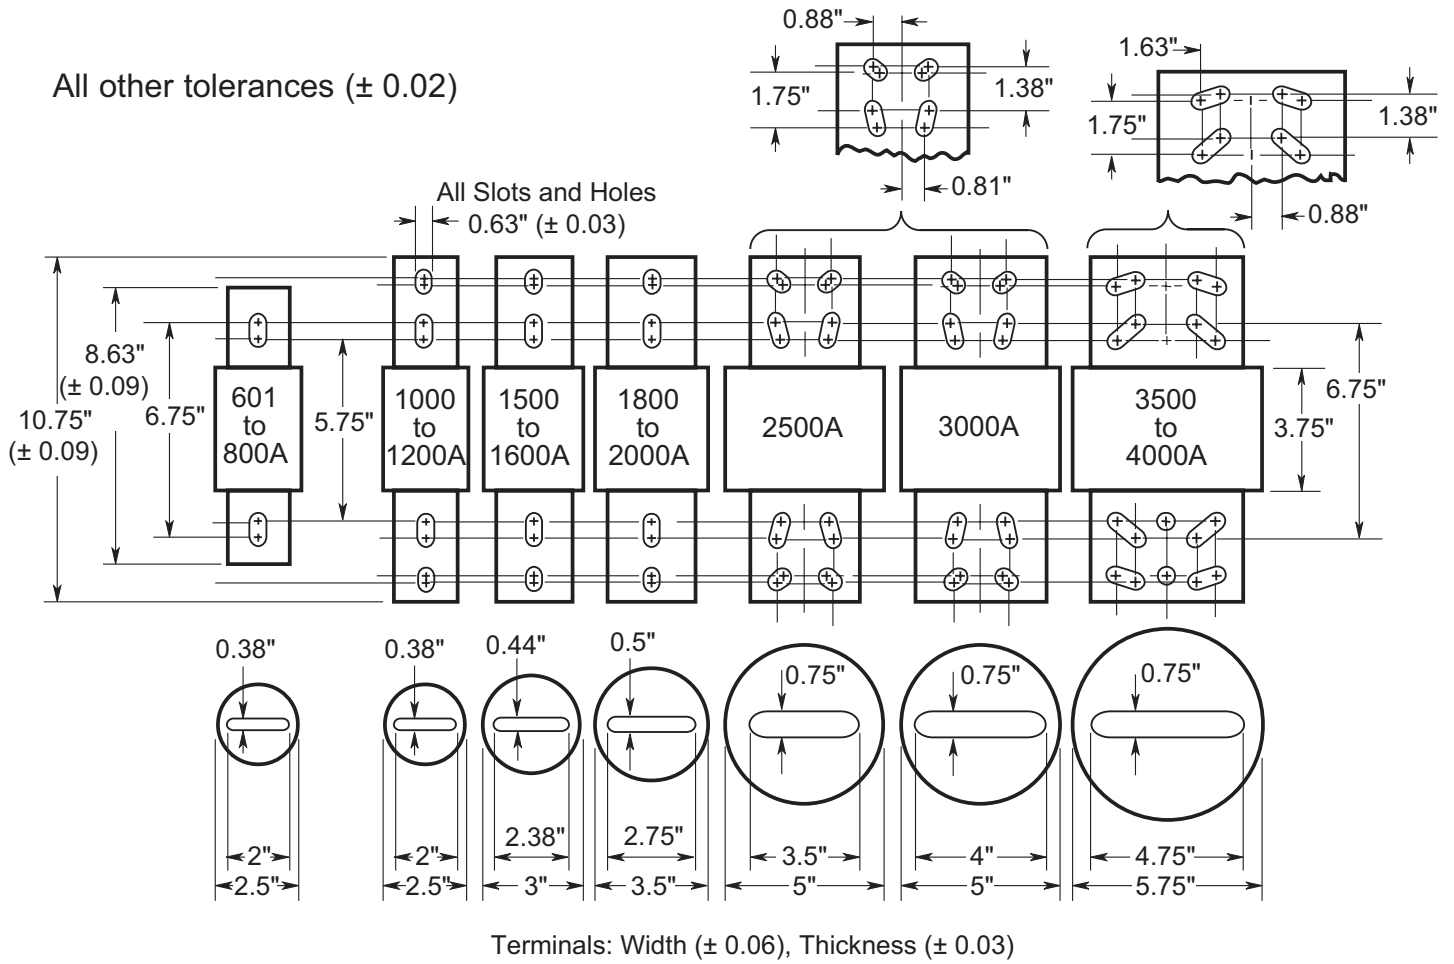 All other tolerances (± 0.02)
0.88"
1.75"
1.38"
0.81"
1.63"
1.75"
1.38"
0.88"
All Slots and Holes
0.63" (± 0.03)
8.63"
(± 0.09)
10.75"
(± 0.09)
6.75"
5.75"
601
to
800A
1000
to
1200A
1500
to
1600A
1800
to
2000A
2500A
3000A
3500
to
4000A
3.75"
6.75"
0.38"
0.38"
0.44"
0.5"
0.75"
0.75"
0.75"
2"
2.5"
2"
2.5"
2.38"
3"
2.75"
3.5"
3.5"
5"
4"
5"
4.75"
5.75"
Terminals: Width (± 0.06), Thickness (± 0.03)